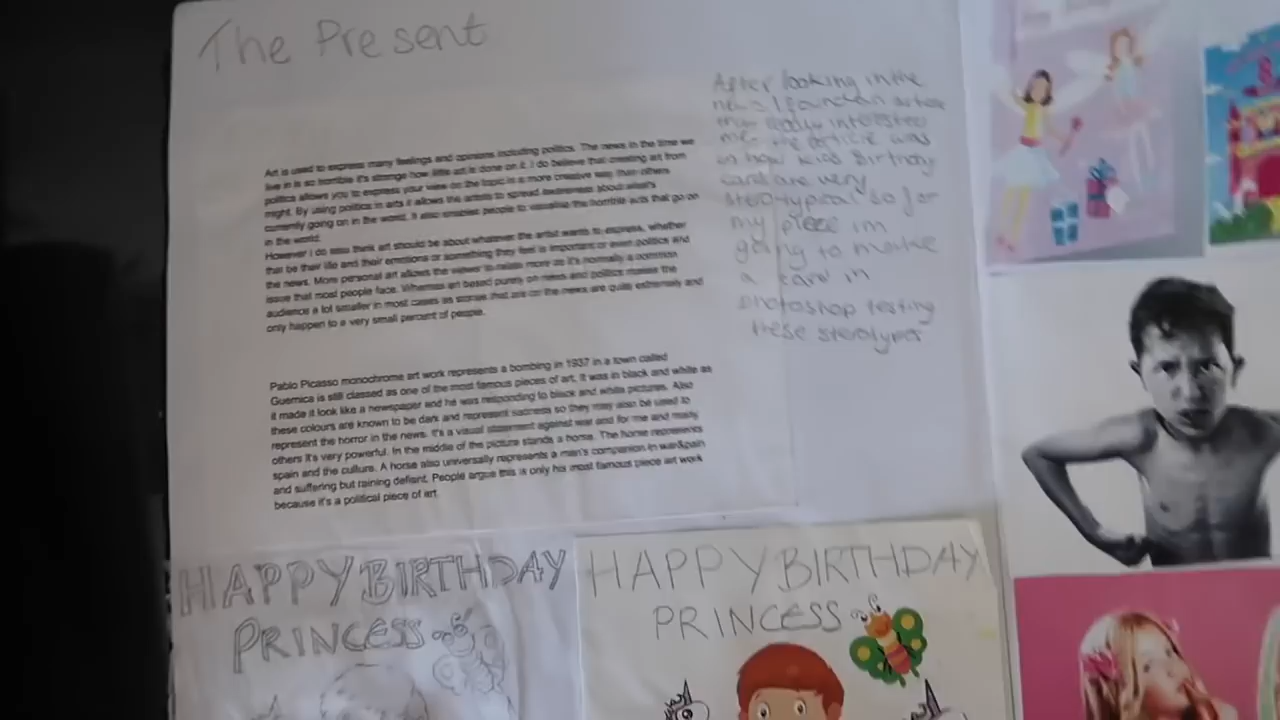 The Present
Art is used to express many feelings and opinions including politics. The news in the time we
live in is so horrible it's strange how little art is done on it. I do believe that creating art from
politics allows you to express your view on the topic in a more creative way than others
might. By using politics in arts it allows the artists to spread awareness about what's
currently going on in the world. It also enables people to visualise the horrible acts that go on
in the world.
However I do also think art should be about whatever the artist wants to express, whether
that be their life and their emotions or something they feel is important or even politics and
the news. More personal art allows the viewer to relate more as it's normally a common
issue that most people face. Whereas art based purely on news and politics makes the
audience a lot smaller in most cases as stories that are on the news are quite extremely and
only happen to a very small percent of people.
Pablo Picasso monochrome art work represents a bombing in 1937 in a town called
Guernica is still classed as one of the most famous pieces of art, it was in black and white as
it made it look like a newspaper and he was responding to black and white pictures. Also
these colours are known to be dark and represent sadness so they may also be used to
represent the horror in the news. It's a visual statement against war and for me and many
others it's very powerful. In the middle of the picture stands a horse. The horse represents
spain and the culture. A horse also universally represents a man's companion in
and suffering but raining defiant. People argue this is only his most famous piece art work
because it's a political piece of art
After looking in the
news I found an article
that really interested
me. the article was
on how kids Birthday
card are very
sterotypical so for
my piece im
going to make
a card in
photoshop testing
these sterotypes
HAPPY BIRTHDAY
PRINCESS
HAPPY BIRTHDAY
PRINCESS
8